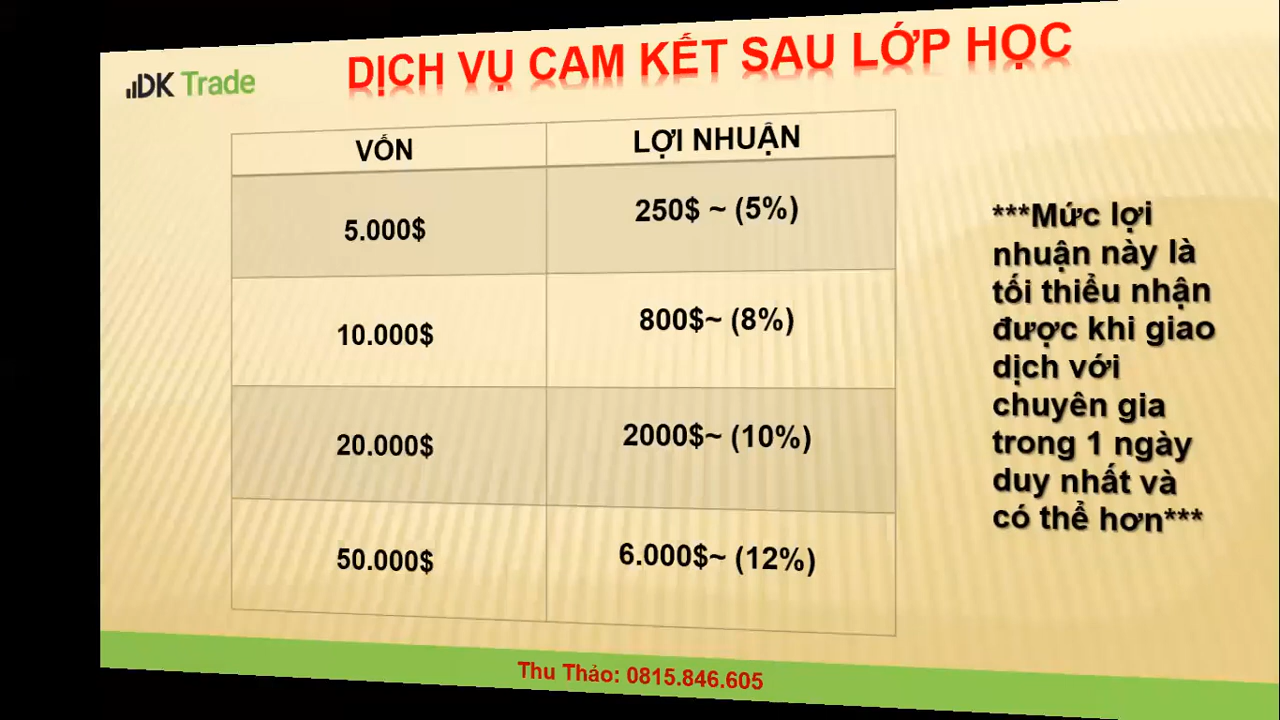 DỊCH VỤ CAM KẾT SAU LỚP HỌC
DK Trade
VỐN LỢI NHUẬN
5.000$ 250$ ~ (5%)
10.000$ 800$~ (8%)
20.000$ 2000$~ (10%)
50.000$ 6.000$~ (12%)
***Mức lợi
nhuận này là
tối thiểu nhận
được khi giao
dịch với
chuyên gia
trong 1 ngày
duy nhất và
có thể hơn***
Thu Thảo: 0815.846.605